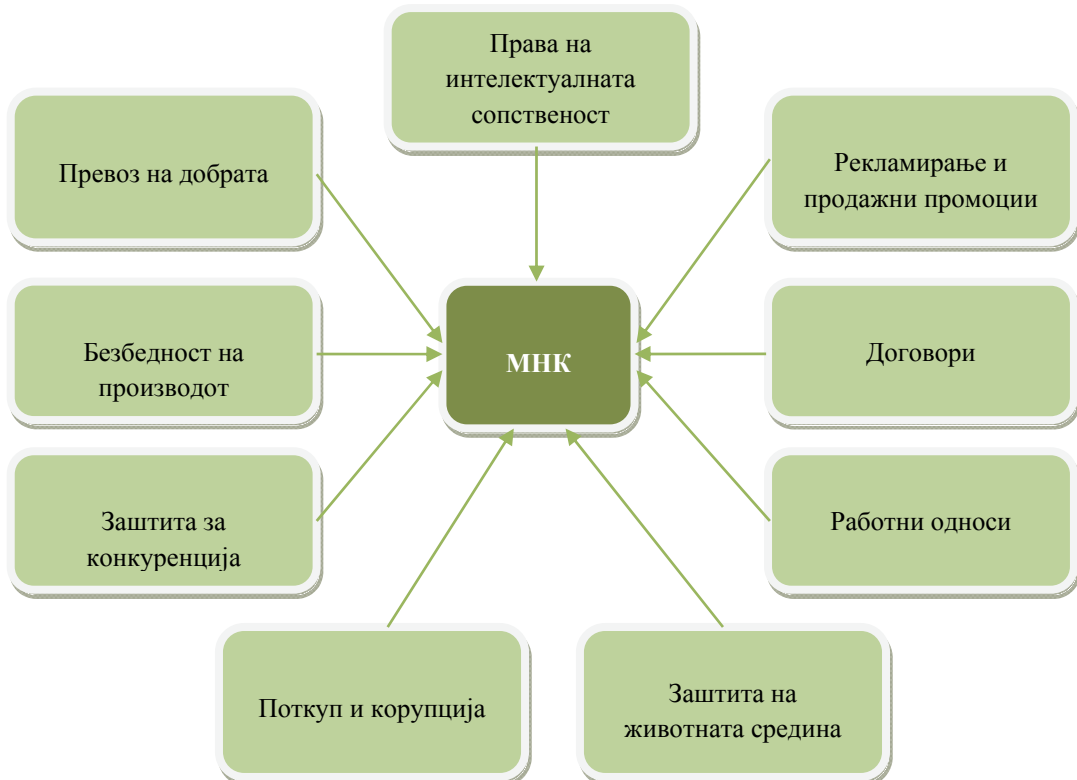 Права на
интелектуалната
сопственост
Превоз на добрата
Рекламирање и
продажни промоции
Безбедност на
производот
МНК
Договори
Заштита за
конкуренција
Работни односи
Поткуп и корупција
Заштита на
животната средина